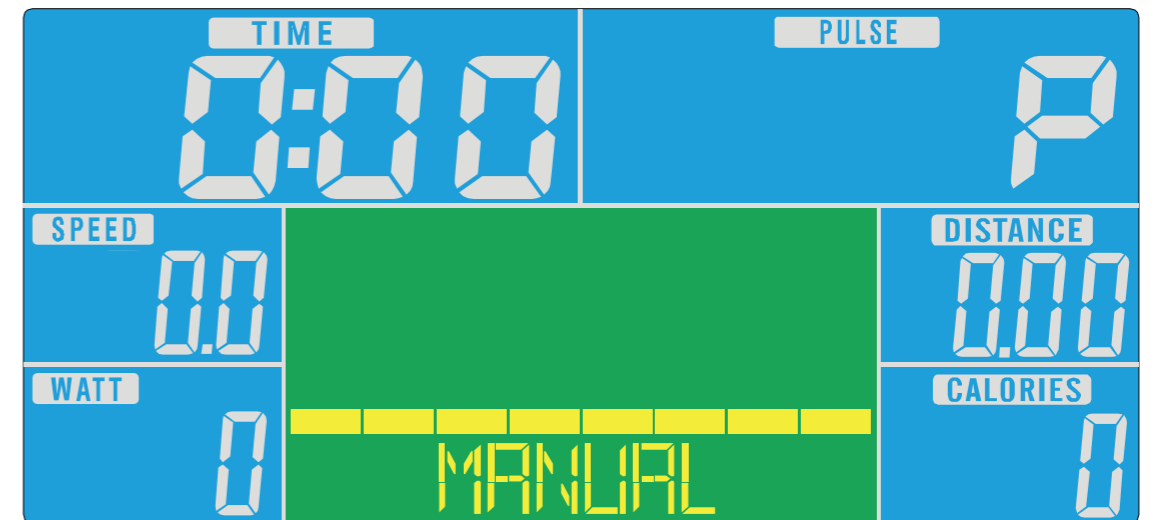 TIME
0:00
PULSE
P
SPEED
0.0
DISTANCE
0.00
WATT
0
CALORIES
0
MANUAL